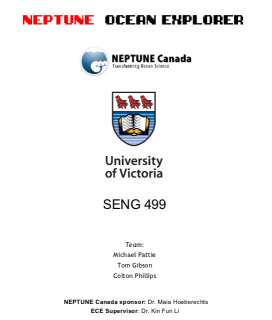 NEPTUNE OCEAN EXPLORER
NEPTUNE Canada
Transforming Ocean Science
University
of Victoria
SENG 499
Team:
Michael Pattie
Tom Gibson
Colton Phillips
NEPTUNE Canada sponsor: Dr. Maia Hoeberechts
ECE Supervisor: Dr. Kin Fun Li